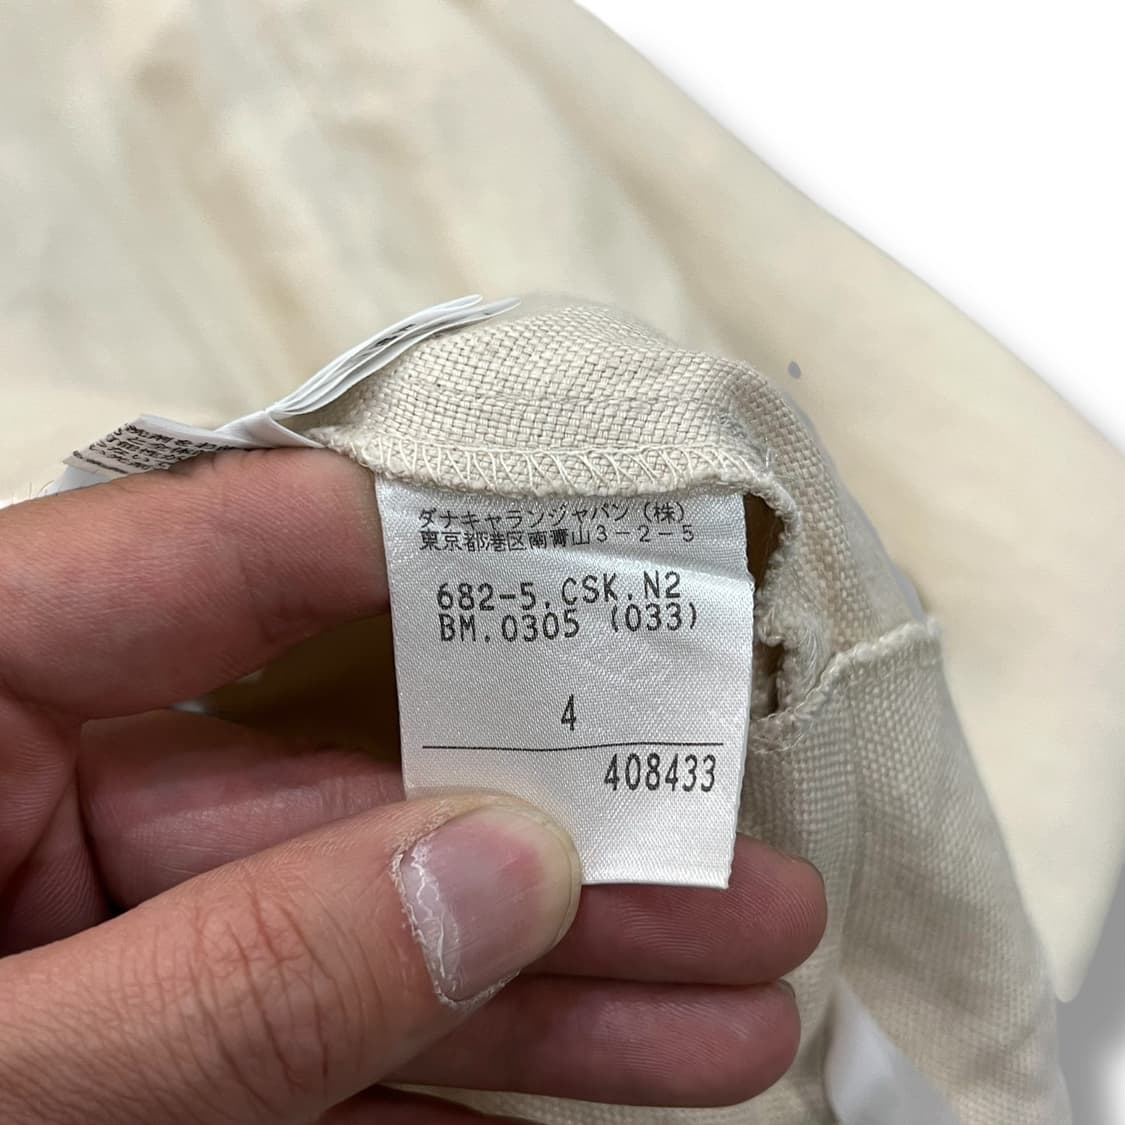 ダナキャランジャパン（株）
東京都港区南青山３－２－５
682-5.CSK.N2
BM.0305 (033)
4
408433